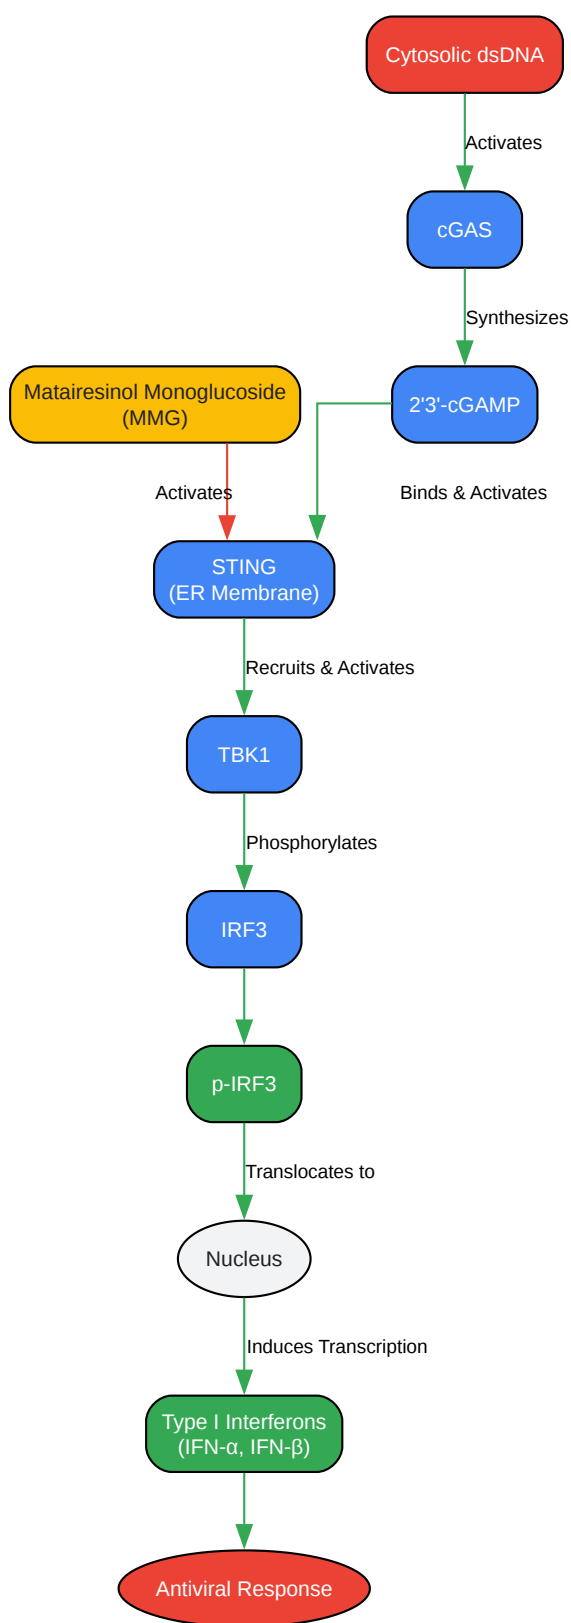 Cytosolic dsDNA
Activates
cGAS
Synthesizes
Matairesinol Monoglucoside
(MMG)
2'3'-cGAMP
Activates
Binds & Activates
STING
(ER Membrane)
Recruits & Activates
TBK1
Phosphorylates
IRF3
p-IRF3
Translocates to
Nucleus
Induces Transcription
Type I Interferons
(IFN-α, IFN-β)
Antiviral Response